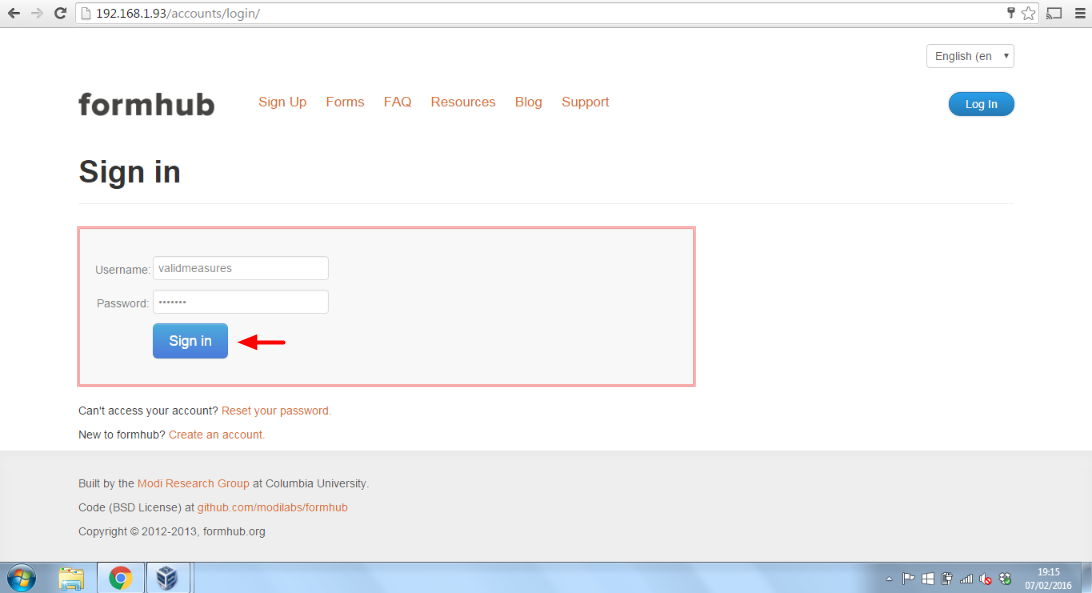 192.168.1.93/accounts/login/
English (en
formhub Sign Up Forms FAQ Resources Blog Support Log In
Sign in
Username: validmeasures
Password: •••••••
Sign in
Can't access your account? Reset your password.
New to formhub? Create an account.
Built by the Modi Research Group at Columbia University.
Code (BSD License) at github.com/modilabs/formhub
Copyright © 2012-2013, formhub.org
19:15
07/02/2016